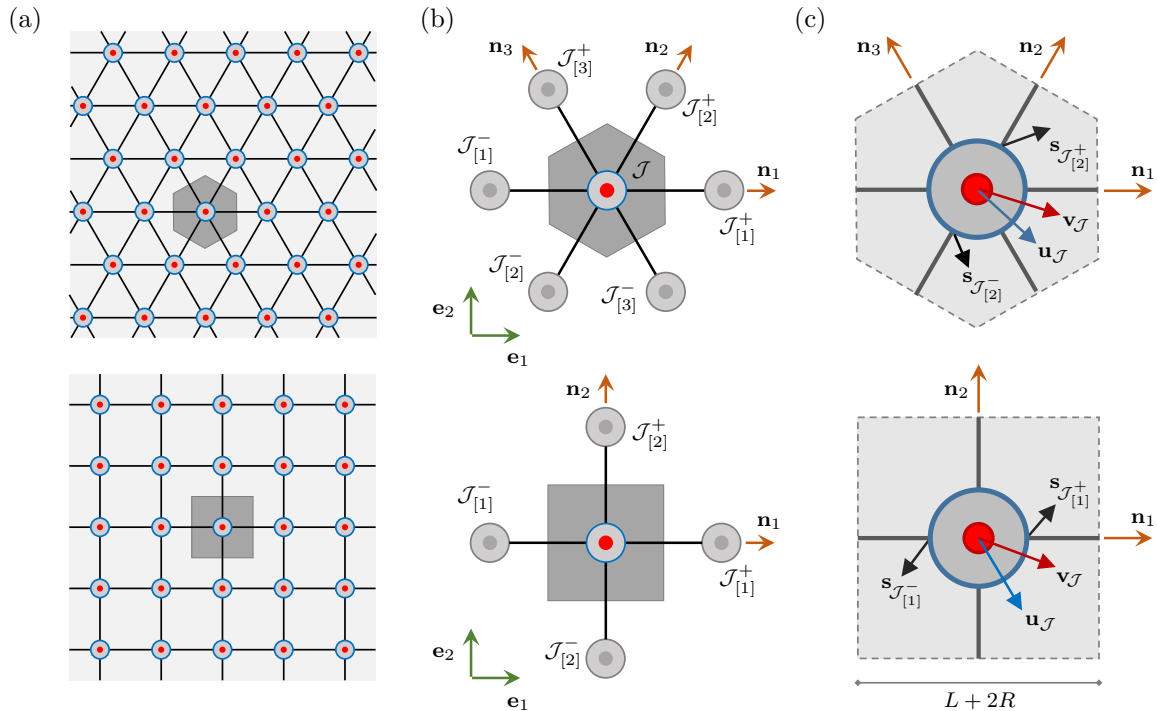 (a)
(b)
(c)
n₃
𝒥⁺[3]
n₂
𝒥⁺[2]
𝒥⁻[1]
𝒥
n₁
𝒥⁺[1]
𝒥⁻[2]
𝒥⁻[3]
e₂
e₁
n₃
n₂
s𝒥⁺[2]
n₁
v𝒥
u𝒥
s𝒥⁻[2]
n₂
𝒥⁺[2]
𝒥⁻[1]
n₁
𝒥⁺[1]
𝒥⁻[2]
e₂
e₁
n₂
s𝒥⁺[1]
n₁
s𝒥⁻[1]
v𝒥
u𝒥
L + 2R